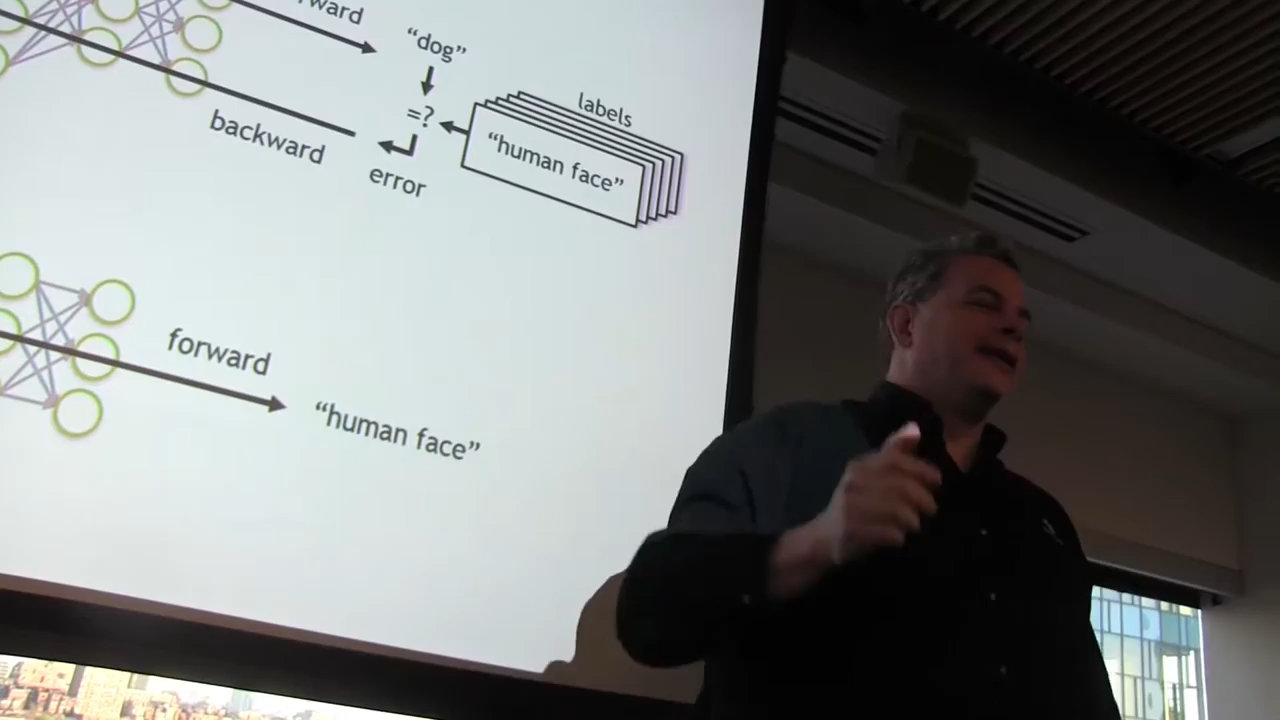 “dog”
=?
labels
“human face”
backward
error
forward
“human face”